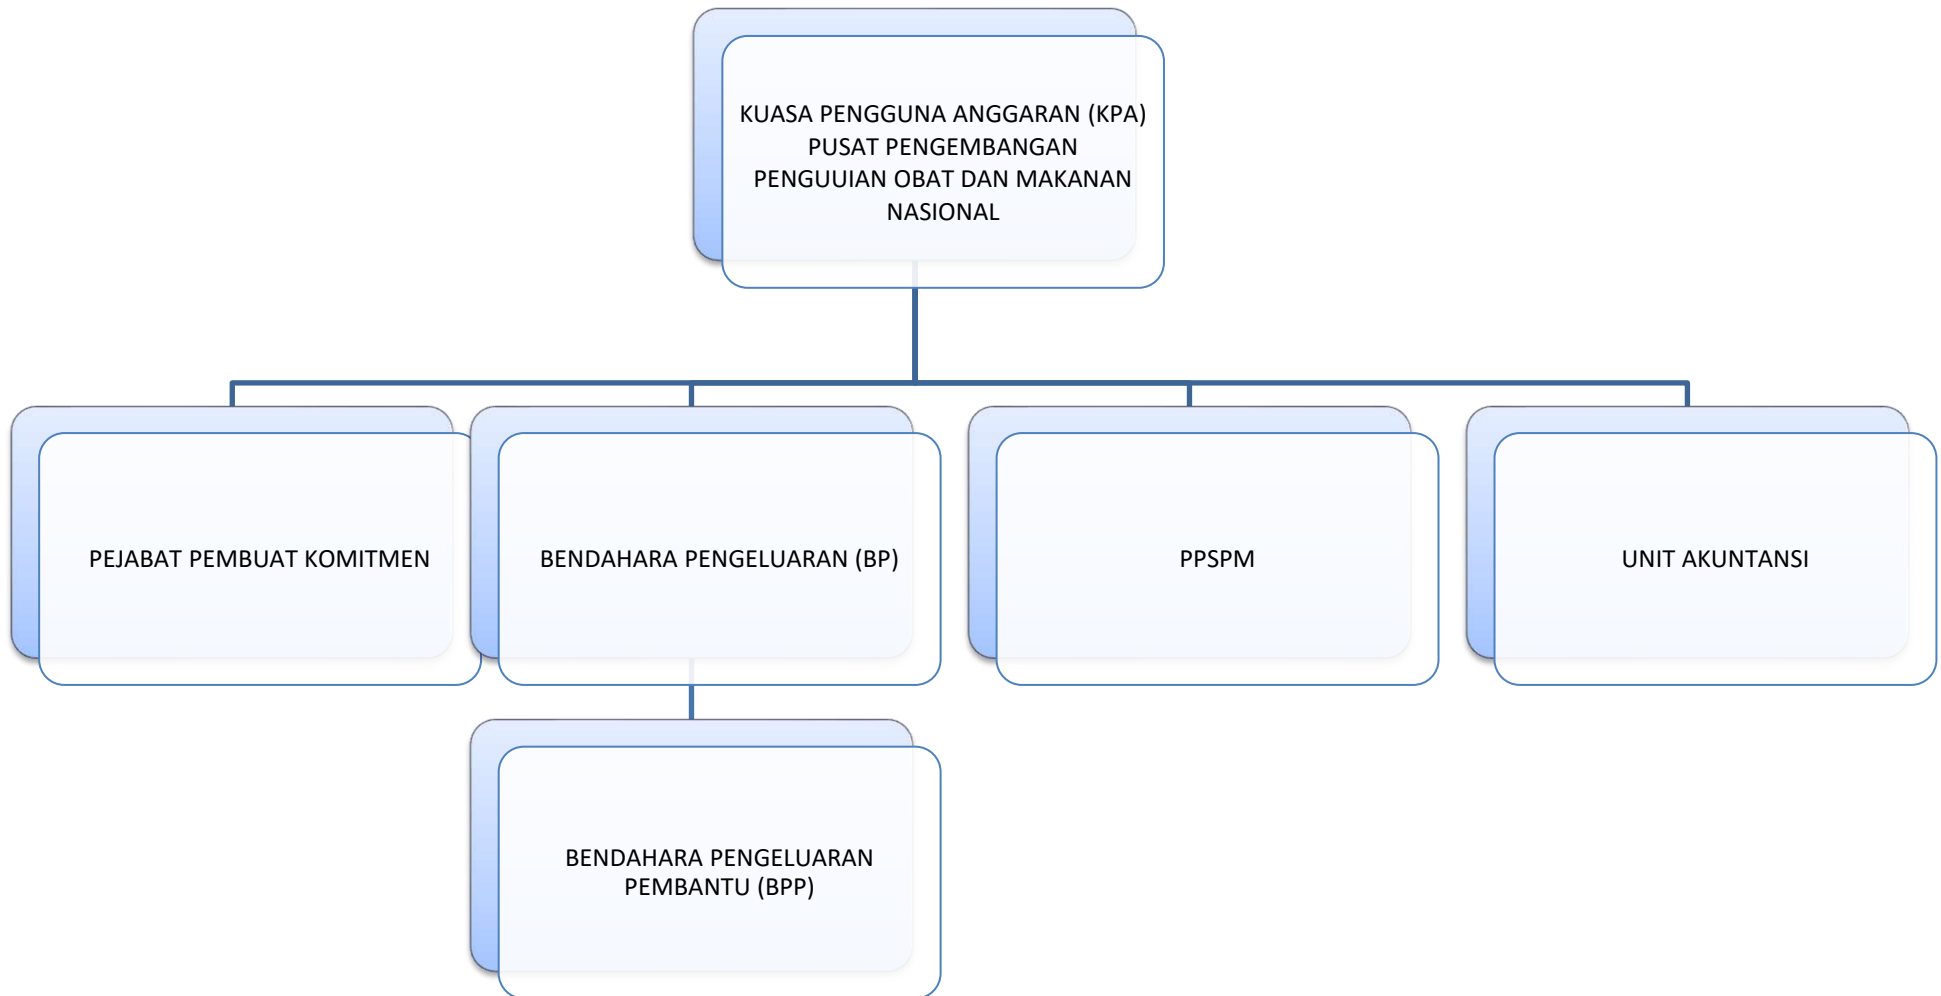 KUASA PENGGUNA ANGGARAN (KPA)
PUSAT PENGEMBANGAN
PENGUUIAN OBAT DAN MAKANAN
NASIONAL
PEJABAT PEMBUAT KOMITMEN
BENDAHARA PENGELUARAN (BP)
PPSPM
UNIT AKUNTANSI
BENDAHARA PENGELUARAN
PEMBANTU (BPP)